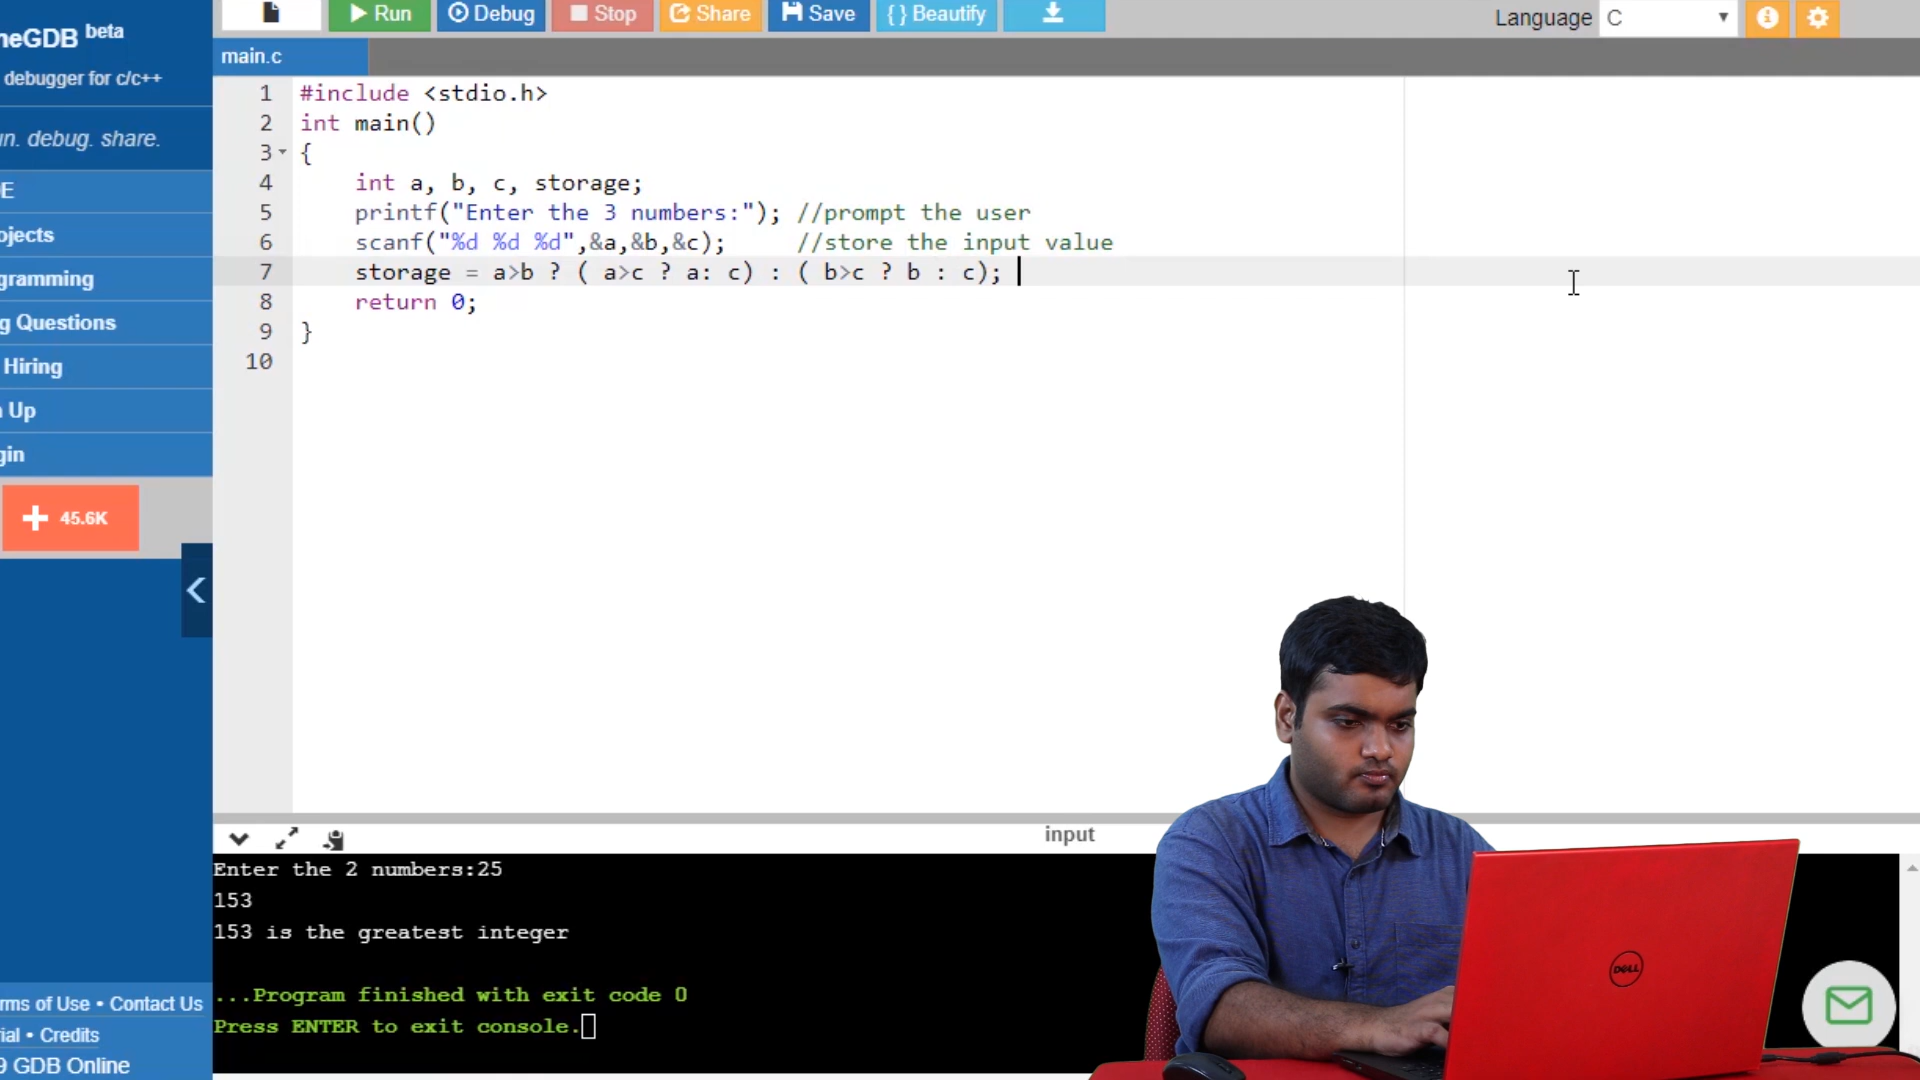 Run Debug Stop Share Save { } Beautify
Language C
neGDB beta
debugger for c/c++
un. debug. share.
E
ojects
gramming
g Questions
Hiring
Up
gin
45.6K
main.c
1 #include <stdio.h>
2 int main()
3 {
4 int a, b, c, storage;
5 printf("Enter the 3 numbers:"); //prompt the user
6 scanf("%d %d %d",&a,&b,&c); //store the input value
7 storage = a>b ? ( a>c ? a: c) : ( b>c ? b : c);
8 return 0;
9 }
10
input
Enter the 2 numbers:25
153
153 is the greatest integer
...Program finished with exit code 0
Press ENTER to exit console.
rms of Use • Contact Us
ial • Credits
9 GDB Online
DELL